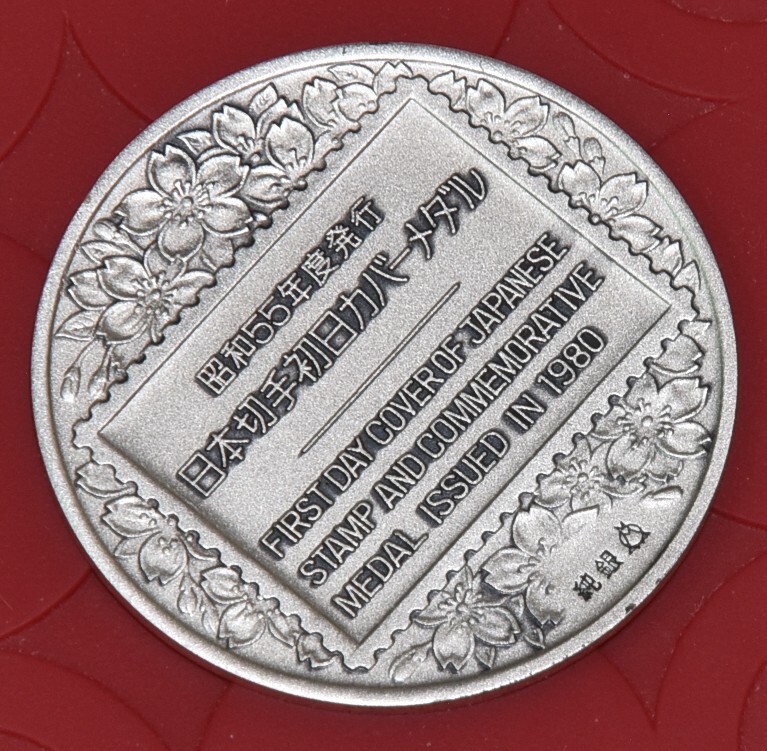 昭和55年度発行
日本切手初日カバーメダル
FIRST DAY COVER OF JAPANESE
STAMP AND COMMEMORATIVE
MEDAL ISSUED IN 1980
純銀